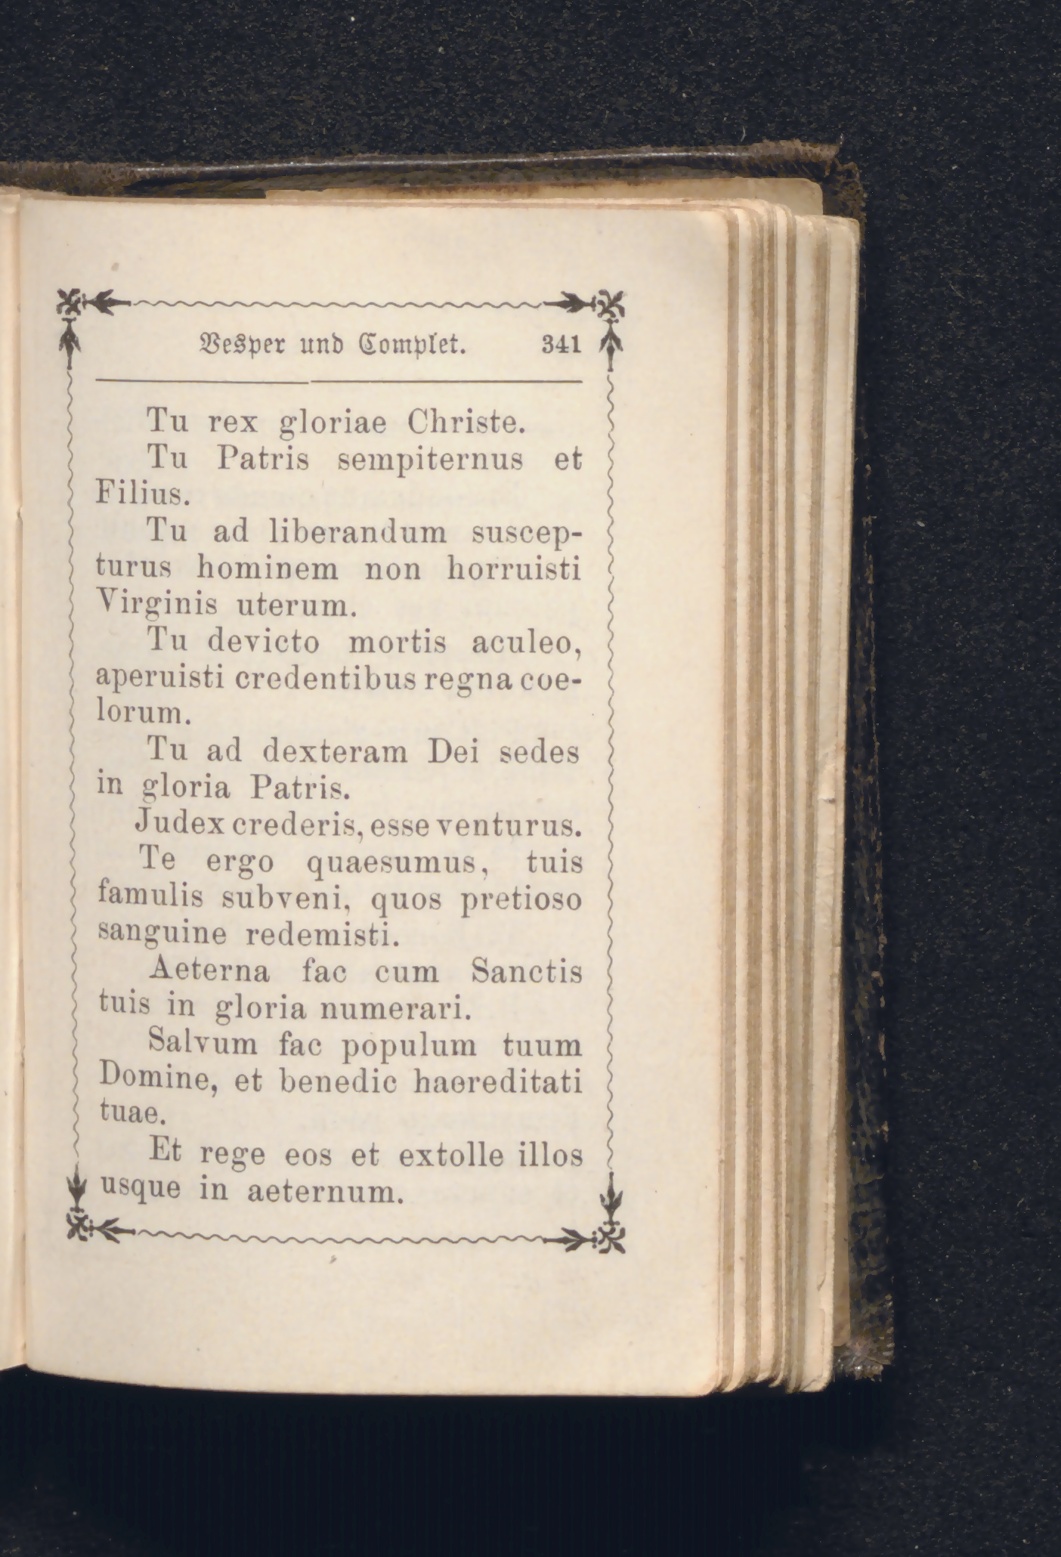 Vesper und Complet. 341
Tu rex gloriae Christe.
Tu Patris sempiternus et
Filius.
Tu ad liberandum suscep-
turus hominem non horruisti
Virginis uterum.
Tu devicto mortis aculeo,
aperuisti credentibus regna coe-
lorum.
Tu ad dexteram Dei sedes
in gloria Patris.
Judex crederis, esse venturus.
Te ergo quaesumus, tuis
famulis subveni, quos pretioso
sanguine redemisti.
Aeterna fac cum Sanctis
tuis in gloria numerari.
Salvum fac populum tuum
Domine, et benedic haereditati
tuae.
Et rege eos et extolle illos
usque in aeternum.